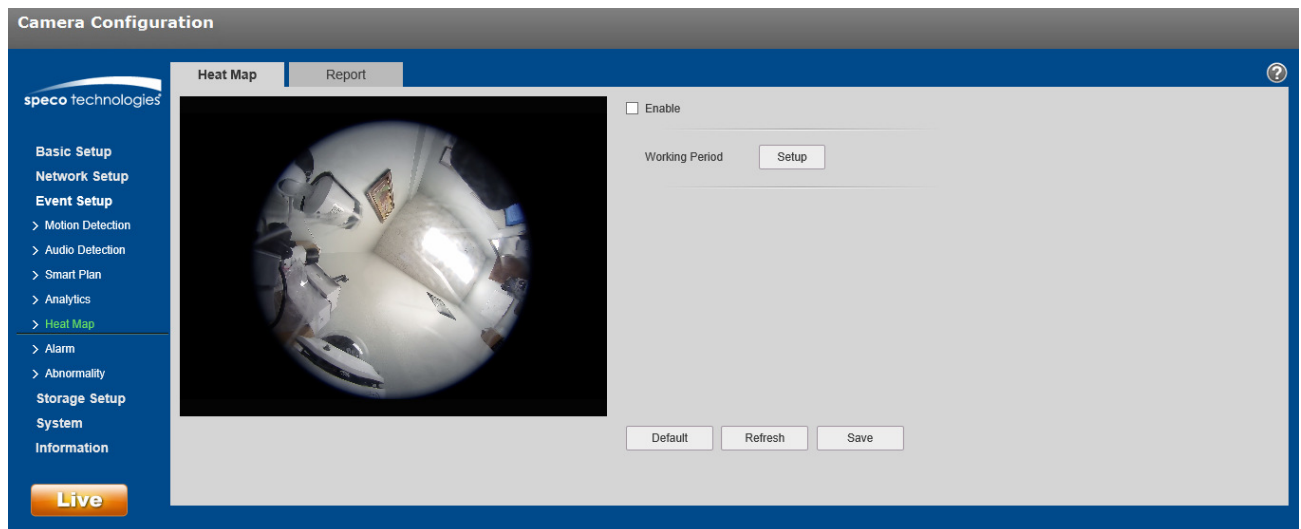 Camera Configuration
Heat Map
Report
?
speco technologies®
Enable
Working Period
Setup
Basic Setup
Network Setup
Event Setup
> Motion Detection
> Audio Detection
> Smart Plan
> Analytics
> Heat Map
> Alarm
> Abnormality
Storage Setup
System
Information
Default
Refresh
Save
Live